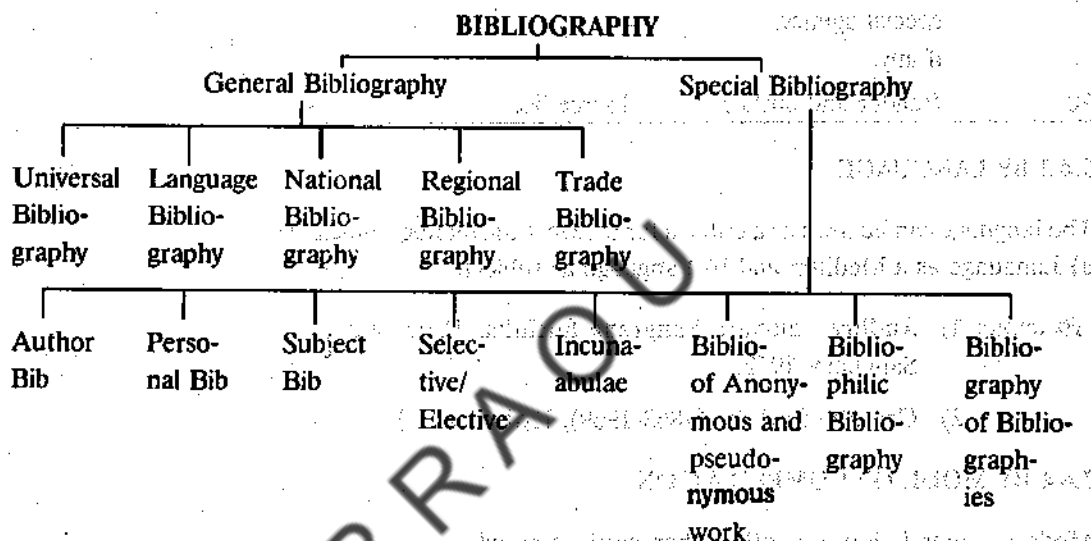 BIBLIOGRAPHY
General Bibliography
Special Bibliography
Universal Biblio-
graphy
Language
Biblio-
graphy
National
Biblio-
graphy
Regional
Biblio-
graphy
Trade
Biblio-
graphy
Author
Bib
Perso-
nal Bib
Subject
Bib
Selec-
tive/
Elective
Incuna-
abulae
Biblio-
of Anony-
mous and
pseudo-
nymous
work
Biblio-
philic
Biblio-
graphy
Biblio-
graphy
of Biblio-
graph-
ies
BRAOU